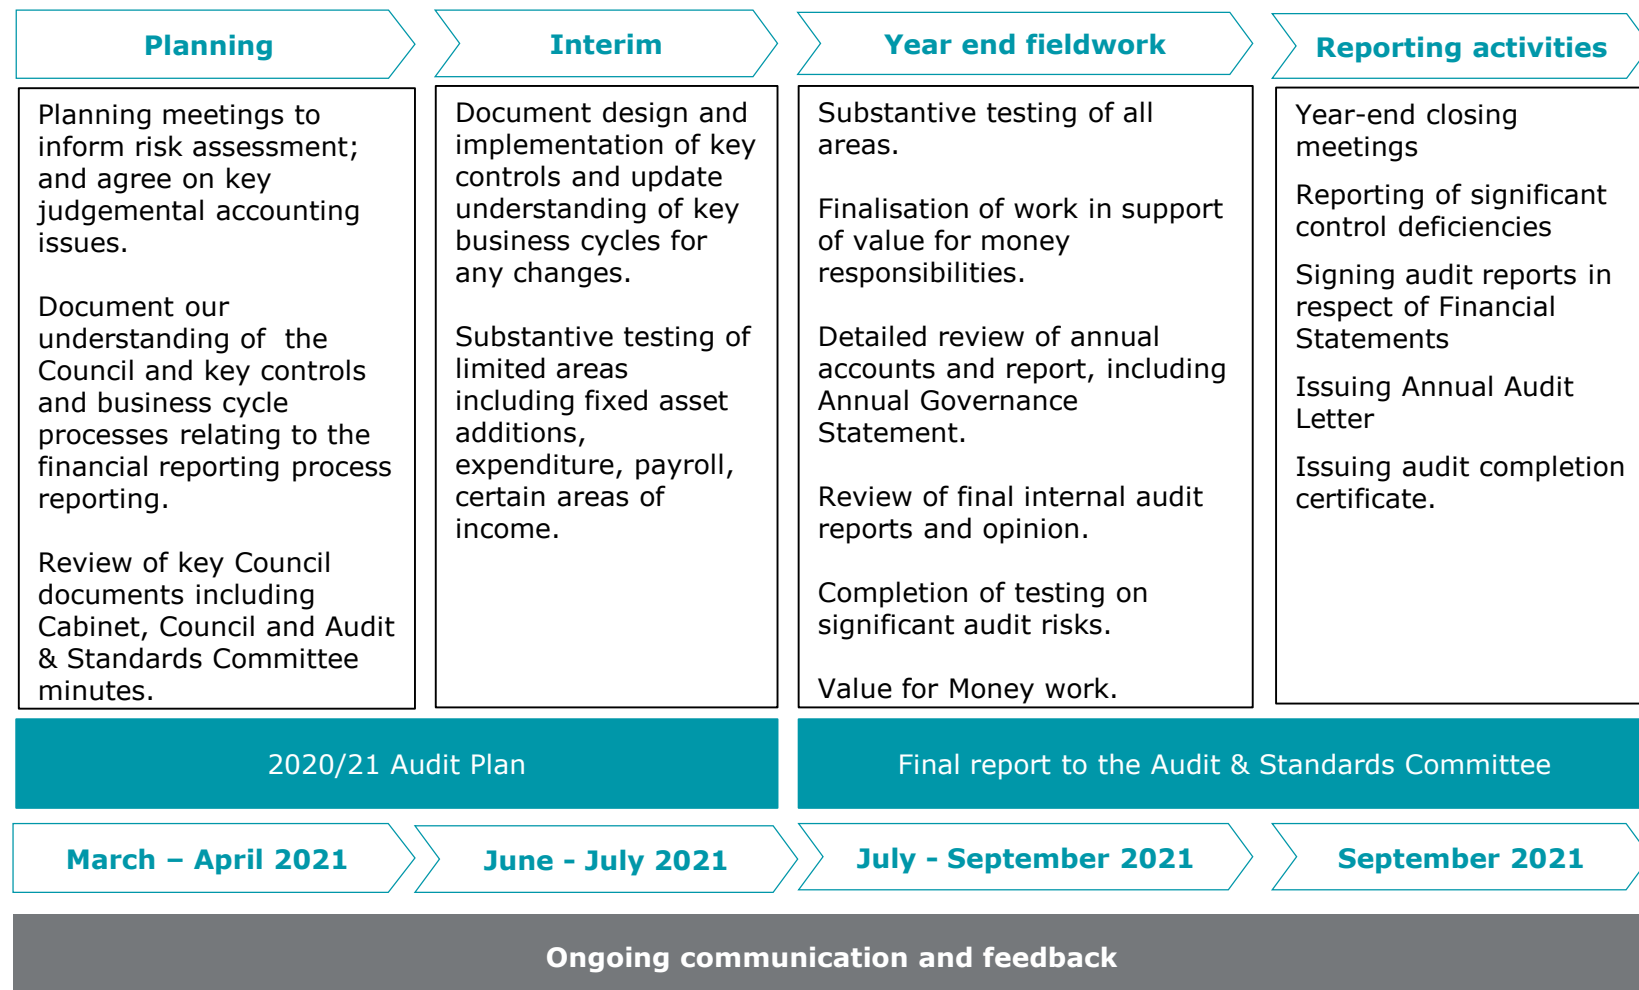 Planning
Interim
Year end fieldwork
Reporting activities
Planning meetings to
inform risk assessment;
and agree on key
judgemental accounting
issues.
Document our
understanding of  the
Council and key controls
and business cycle
processes relating to the
financial reporting process
reporting.
Review of key Council
documents including
Cabinet, Council and Audit
& Standards Committee
minutes.
Document design and
implementation of key
controls and update
understanding of key
business cycles for
any changes.
Substantive testing of
limited areas
including fixed asset
additions,
expenditure, payroll,
certain areas of
income.
Substantive testing of all
areas.
Finalisation of work in support
of value for money
responsibilities.
Detailed review of annual
accounts and report, including
Annual Governance
Statement.
Review of final internal audit
reports and opinion.
Completion of testing on
significant audit risks.
Value for Money work.
Year-end closing
meetings
Reporting of significant
control deficiencies
Signing audit reports in
respect of Financial
Statements
Issuing Annual Audit
Letter
Issuing audit completion
certificate.
2020/21 Audit Plan
Final report to the Audit & Standards Committee
March – April 2021
June - July 2021
July - September 2021
September 2021
Ongoing communication and feedback